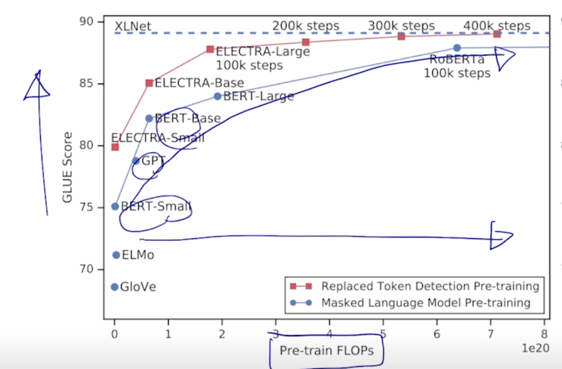 90
XLNet
200k steps
300k steps
400k steps
ELECTRA-Large
100k steps
RoBERTa
100k steps
85
ELECTRA-Base
BERT-Large
BERT-Base
ELECTRA-Small
80
GPT
GLUE Score
75
BERT-Small
ELMo
70
GloVe
Replaced Token Detection Pre-training
Masked Language Model Pre-training
0 1 2 3 4 5 6 7 8
Pre-train FLOPs
1e20